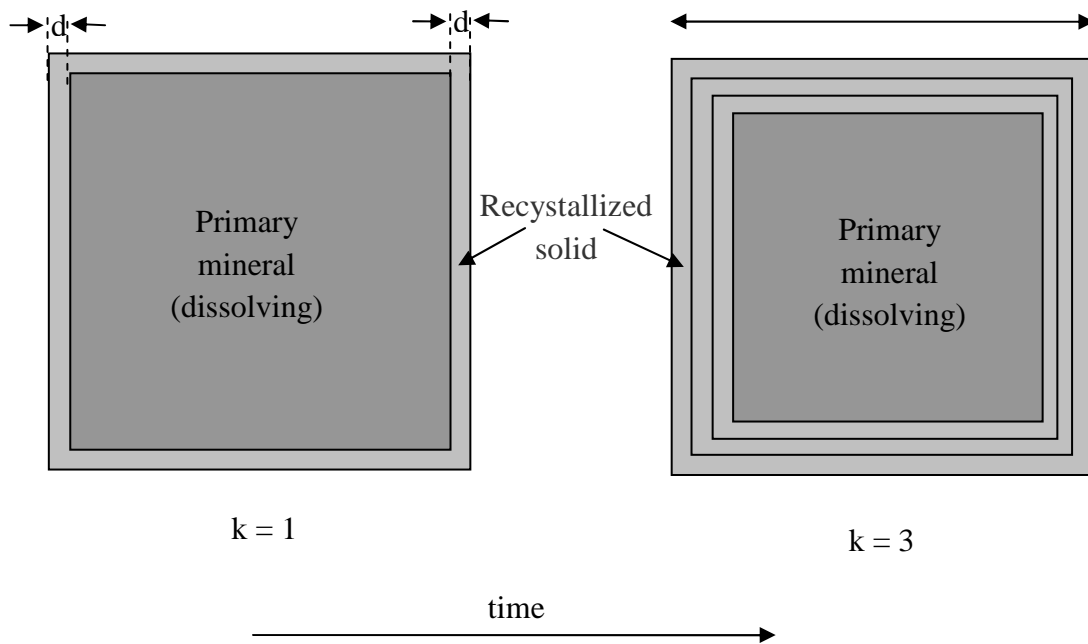 d
d
Primary
mineral
(dissolving)
Recystallized
solid
Primary
mineral
(dissolving)
k = 1
k = 3
time